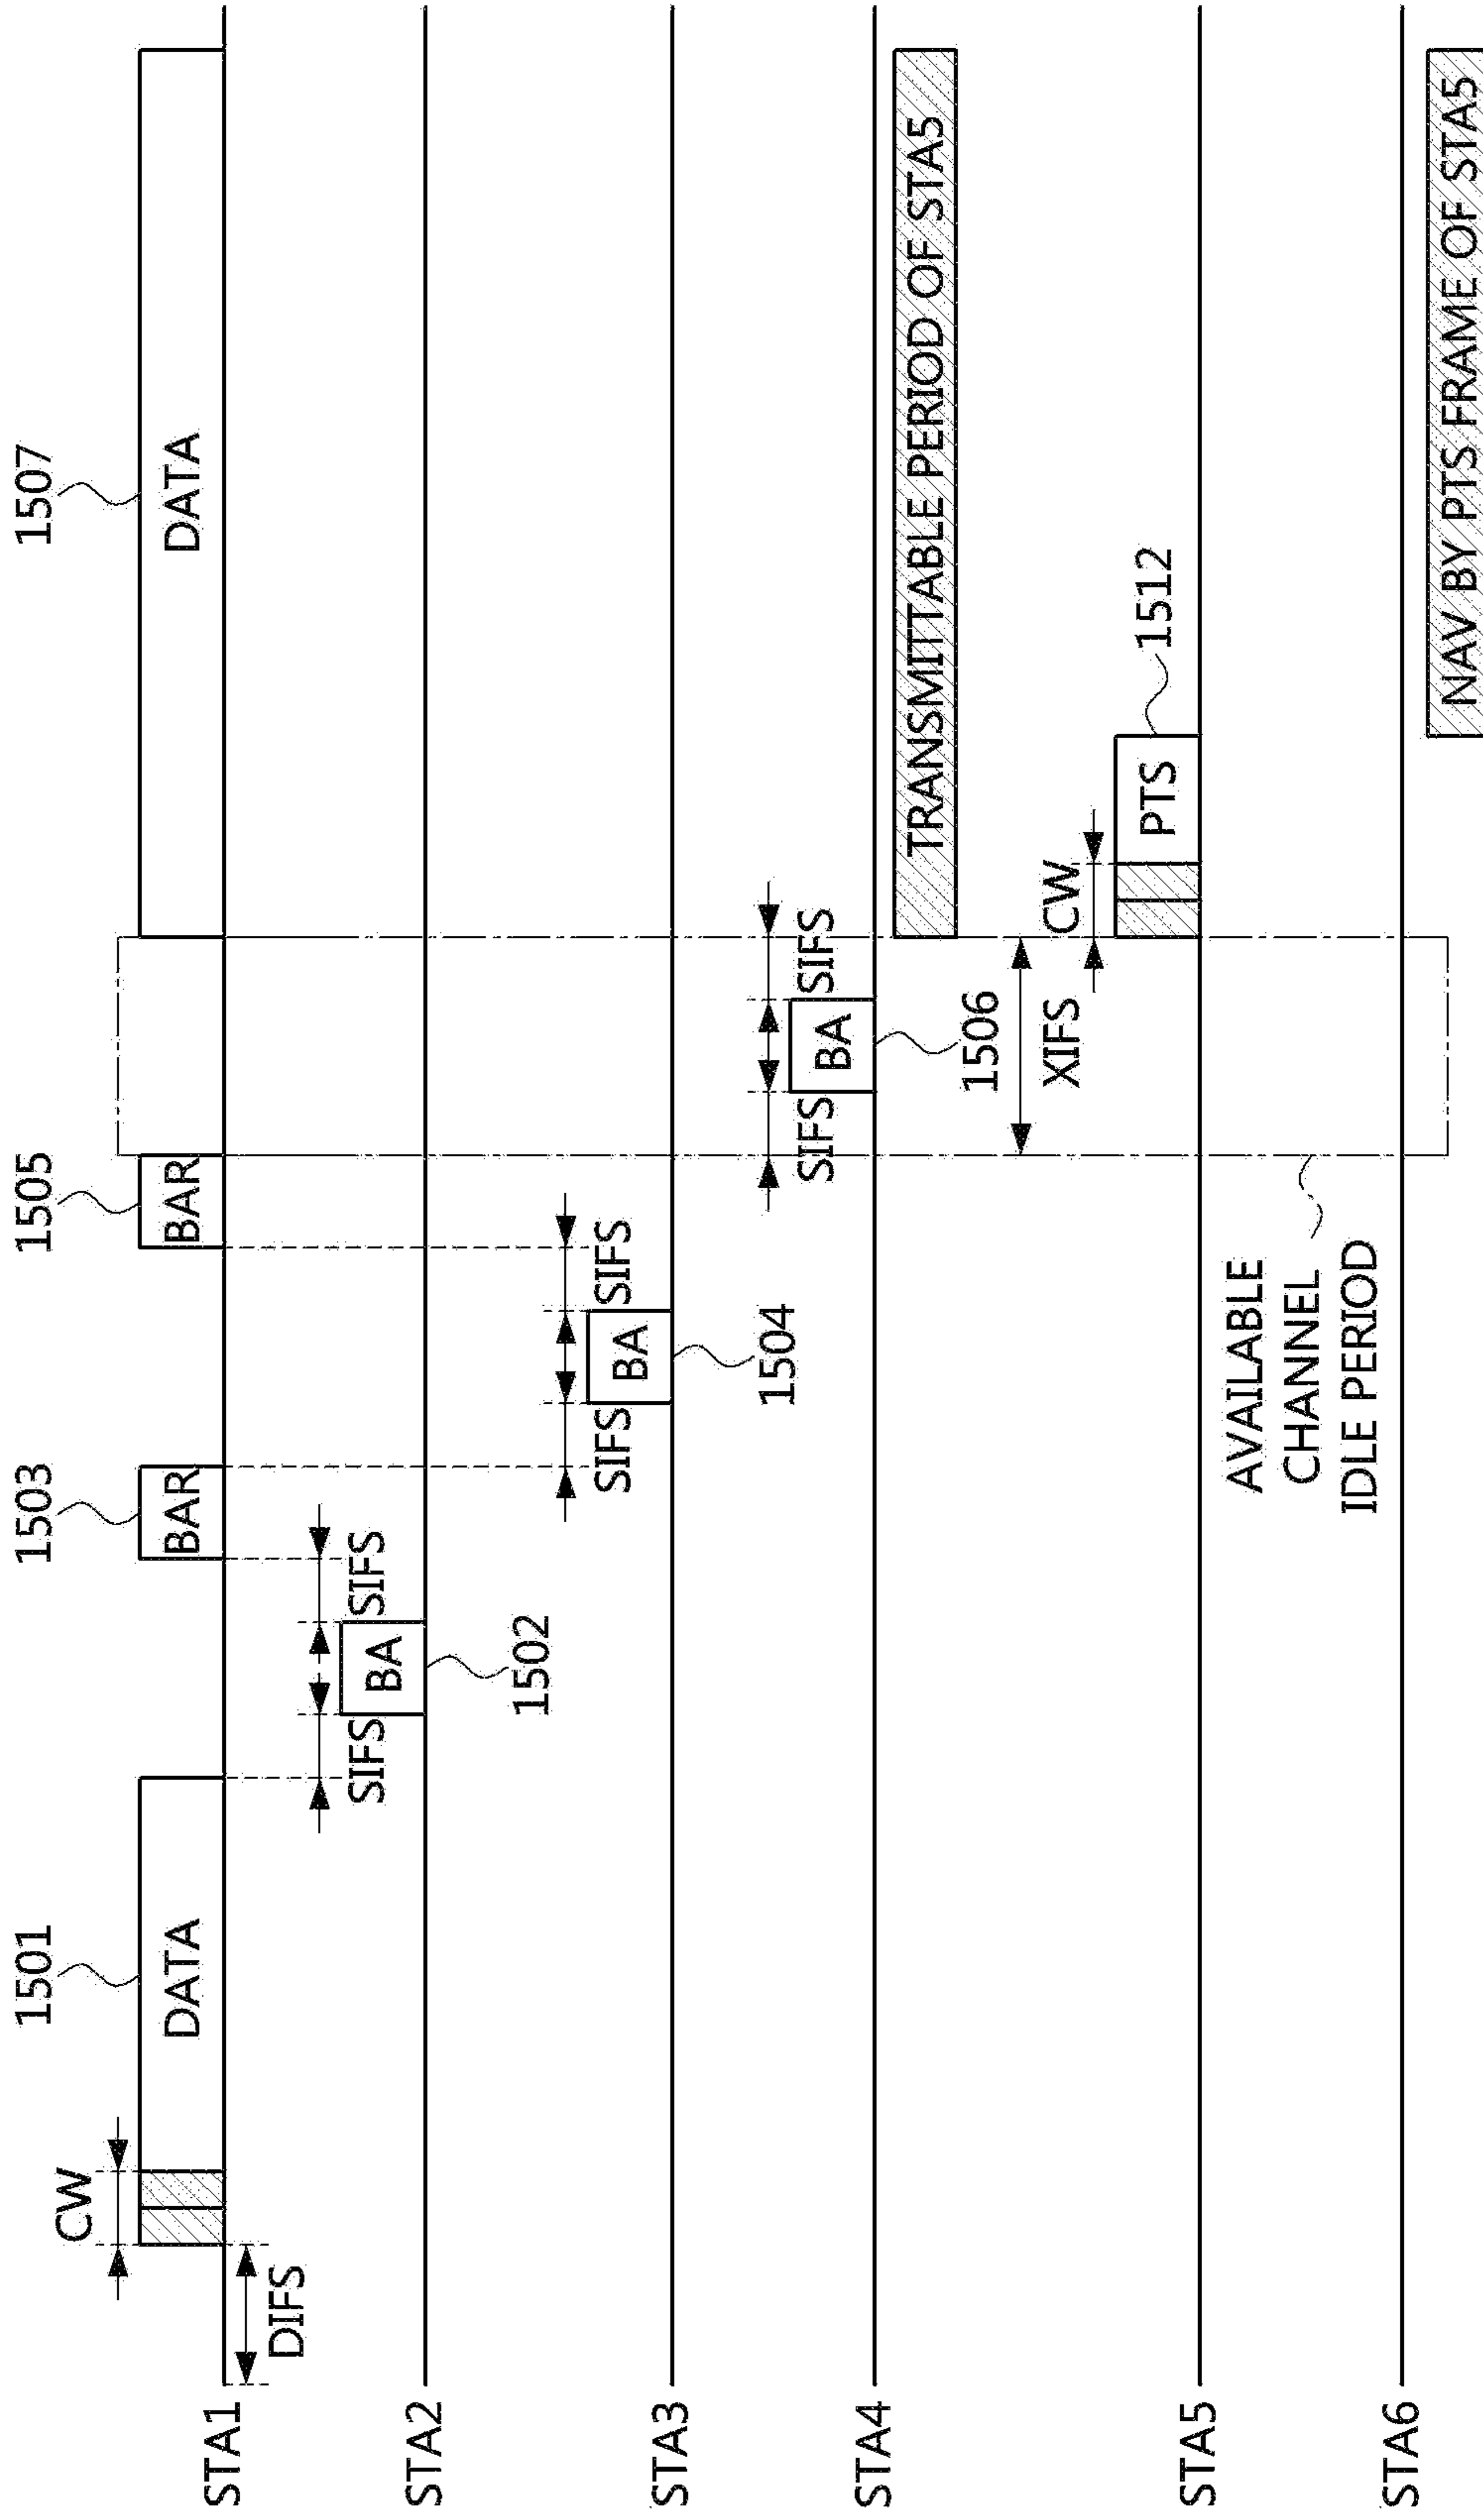 1501
1503
1505
1507
CW
DATA
BAR
BAR
DATA
STA1
DIFS
SIFS
BA
SIFS
STA2
1502
SIFS
BA
SIFS
STA3
1504
SIFS
BA
SIFS
STA4
TRANSMITTABLE PERIOD OF STA5
1506
XIFS
CW
1512
PTS
STA5
AVAILABLE
CHANNEL
IDLE PERIOD
STA6
NAV BY PTS FRAME OF STA5